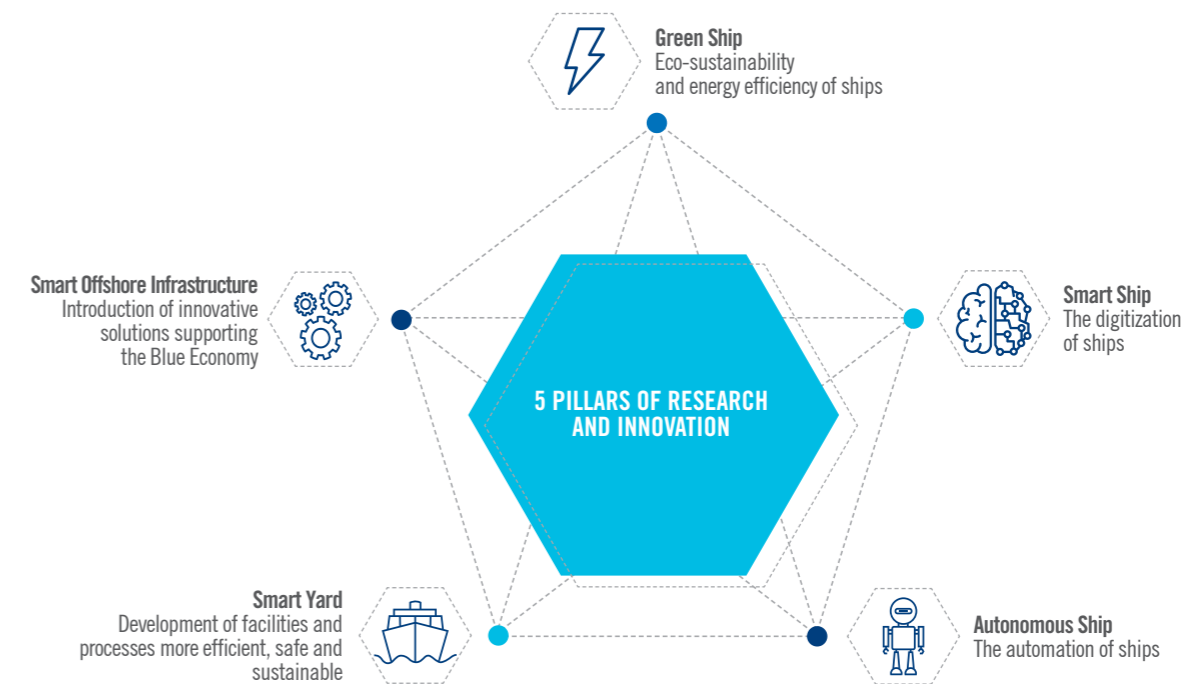 Green Ship
Eco-sustainability
and energy efficiency of ships
Smart Offshore Infrastructure
Introduction of innovative
solutions supporting
the Blue Economy
Smart Ship
The digitization
of ships
5 PILLARS OF RESEARCH
AND INNOVATION
Smart Yard
Development of facilities and
processes more efficient, safe and
sustainable
Autonomous Ship
The automation of ships